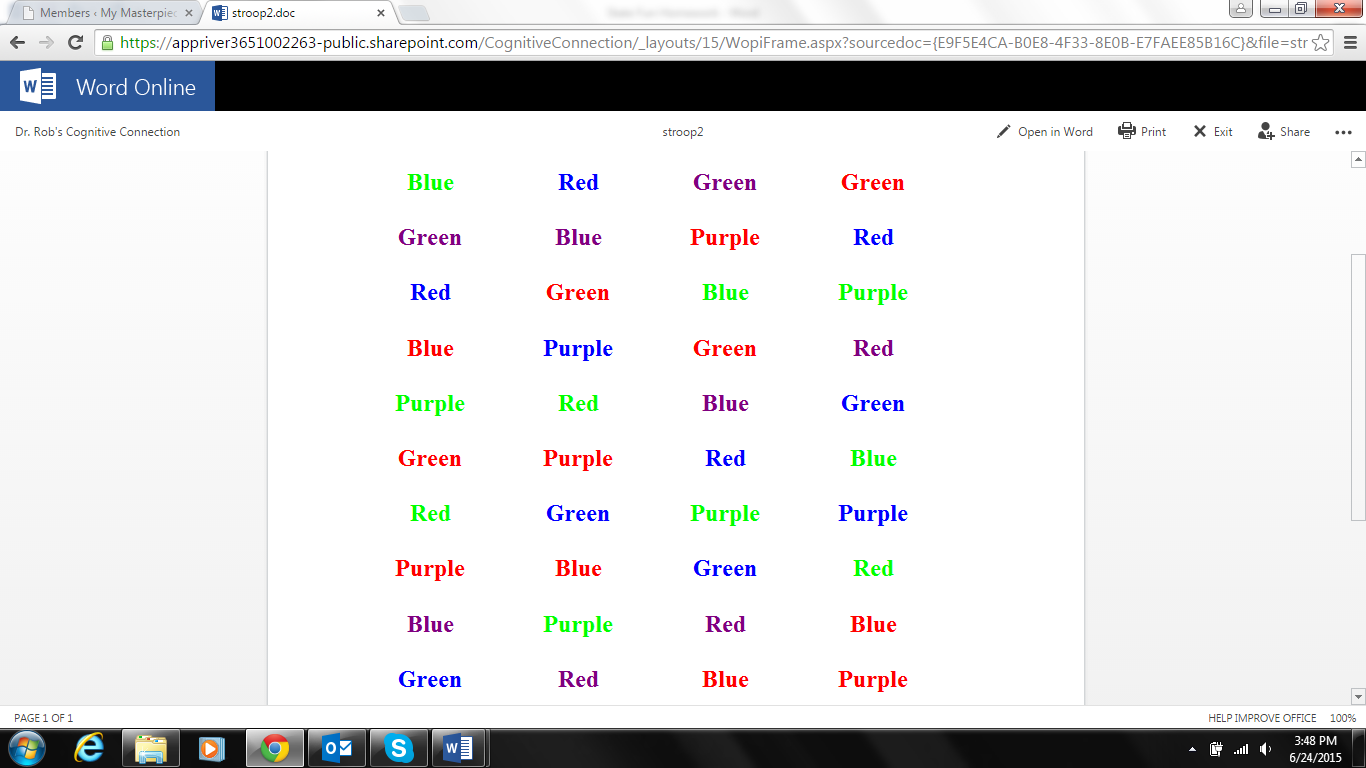 Members ‹ My Masterpiec
stroop2.doc
https://appriver3651002263-public.sharepoint.com/CognitiveConnection/_layouts/15/WopiFrame.aspx?sourcedoc={E9F5E4CA-B0E8-4F33-8E0B-E7FAEE85B16C}&file=str
Word Online
Dr. Rob's Cognitive Connection stroop2 Open in Word Print Exit Share
Blue Red Green Green
Green Blue Purple Red
Red Green Blue Purple
Blue Purple Green Red
Purple Red Blue Green
Green Purple Red Blue
Red Green Purple Purple
Purple Blue Green Red
Blue Purple Red Blue
Green Red Blue Purple
PAGE 1 OF 1 HELP IMPROVE OFFICE 100%
3:48 PM
6/24/2015